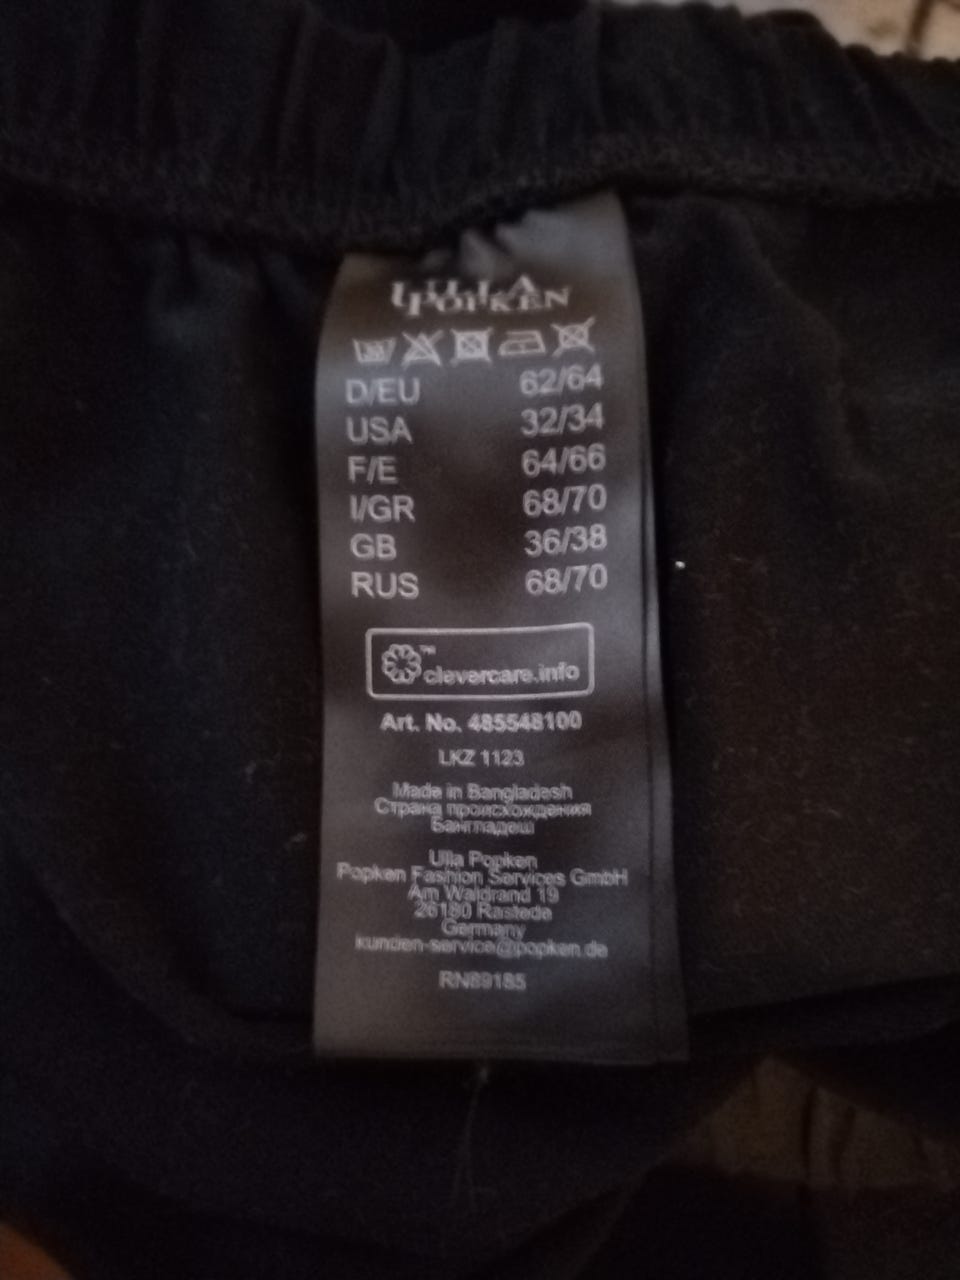 ULLA
POPKEN
D/EU 62/64
USA 32/34
F/E 64/66
I/GR 68/70
GB 36/38
RUS 68/70
™
clevercare.info
Art. No. 485548100
LKZ 1123
Made in Bangladesh
Страна происхождения
Бангладеш
Ulla Popken
Popken Fashion Services GmbH
Am Waldrand 19
26180 Rastede
Germany
kunden-service@popken.de
RN89185